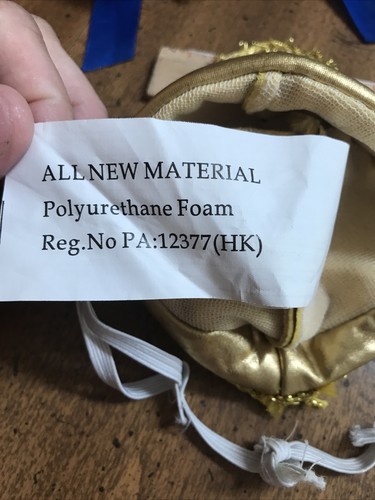 ALL NEW MATERIAL
Polyurethane Foam
Reg.No PA:12377(HK)